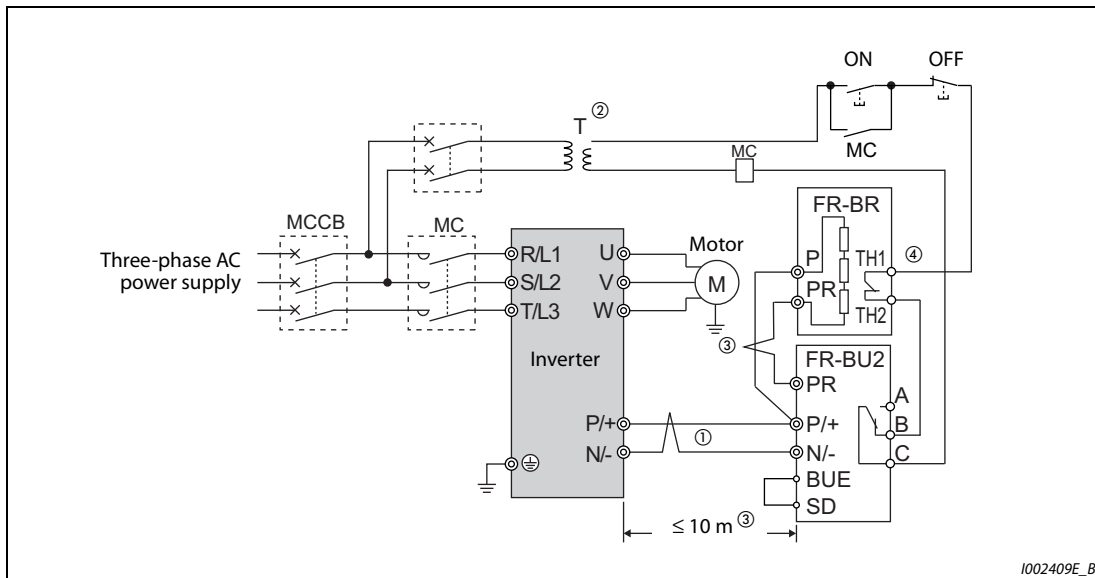 ON
OFF
T ②
MC
MC
FR-BR
MCCB
MC
P
TH1
④
Three-phase AC
power supply
R/L1
S/L2
T/L3
U
V
W
Motor
M
PR
TH2
③
Inverter
FR-BU2
PR
A
P/+
N/-
①
P/+
B
N/-
C
BUE
SD
≤ 10 m ③
I002409E_B